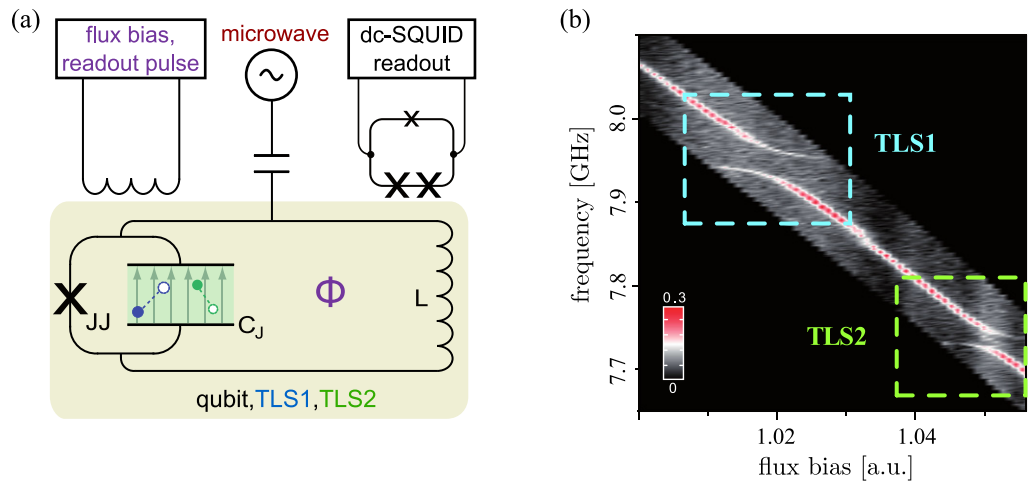 (a)
flux bias,
readout pulse
microwave
dc-SQUID
readout
JJ
C_J
Φ
L
qubit,TLS1,TLS2
(b)
frequency [GHz]
8.0
7.9
7.8
7.7
TLS1
TLS2
0.3
0
1.02
1.04
flux bias [a.u.]